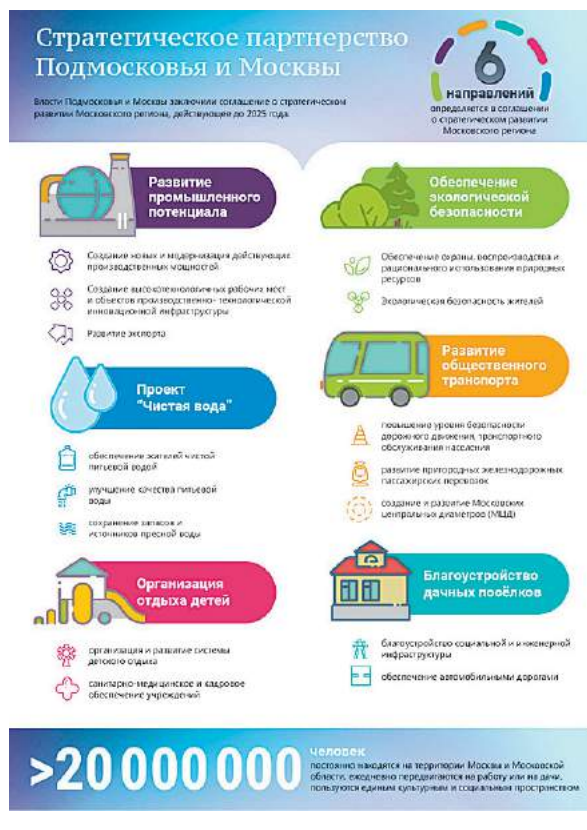 Стратегическое партнерство
Подмосковья и Москвы
Власти Подмосковья и Москвы заключили соглашение о стратегическом
развитии Московского региона, действующее до 2025 года.
6
направлений
определяется в соглашении
о стратегическом развитии
Московского региона
Развитие
промышленного
потенциала
Создание новых и модернизация действующих
производственных мощностей
Создание высокотехнологичных рабочих мест
и объектов производственно-технологической
инновационной инфраструктуры
Развитие экспорта
Обеспечение
экологической
безопасности
Обеспечение охраны, воспроизводства и
рационального использования природных
ресурсов
Экологическая безопасность жителей
Проект
"Чистая вода"
обеспечение жителей чистой
питьевой водой
улучшение качества питьевой
воды
сохранение запасов и
источников пресной воды
Развитие
общественного
транспорта
повышение уровня безопасности
дорожного движения, транспортного
обслуживания населения
развитие пригородных железнодорожных
пассажирских перевозок
создание и развитие Московских
центральных диаметров (МЦД)
Организация
отдыха детей
организация и развитие системы
детского отдыха
санитарно-медицинское и кадровое
обеспечение учреждений
Благоустройство
дачных посёлков
благоустройство социальной и инженерной
инфраструктуры
обеспечение автомобильными дорогами
>20 000 000
человек
постоянно находятся на территории Москвы и Московской
области, ежедневно передвигаются на работу или на дачи,
пользуются единым культурным и социальным пространством